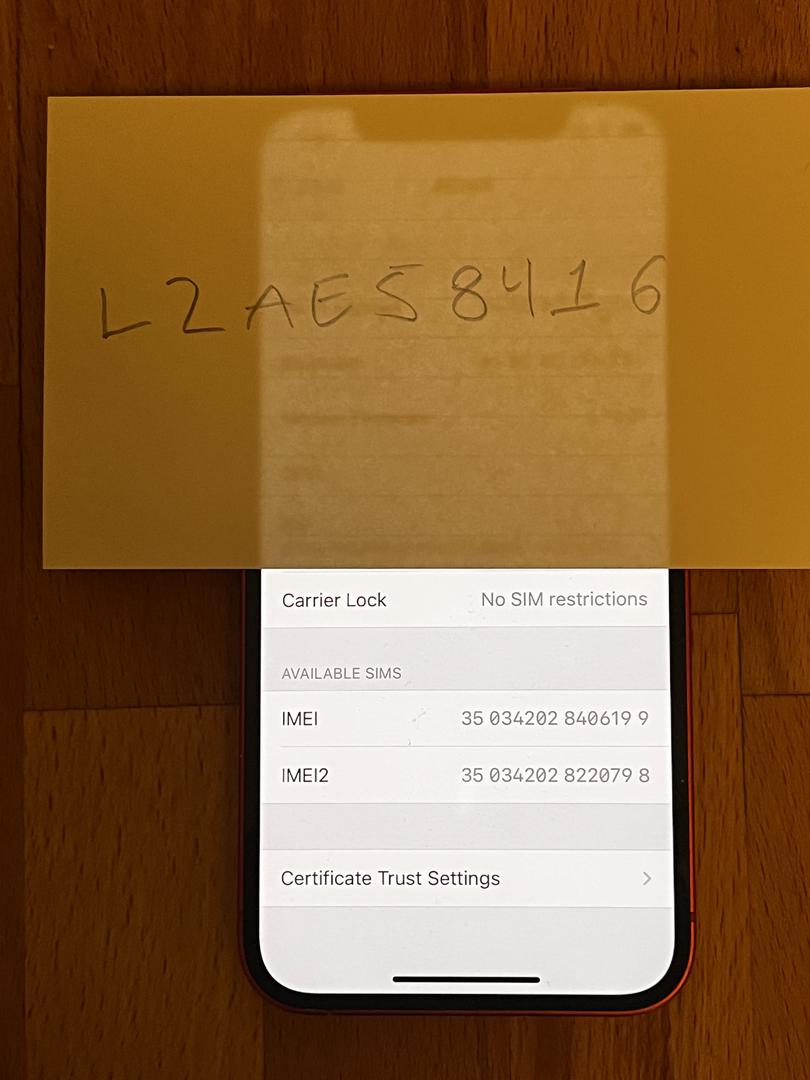 L2AE58416
Carrier Lock No SIM restrictions
AVAILABLE SIMS
IMEI 35 034202 840619 9
IMEI2 35 034202 822079 8
Certificate Trust Settings